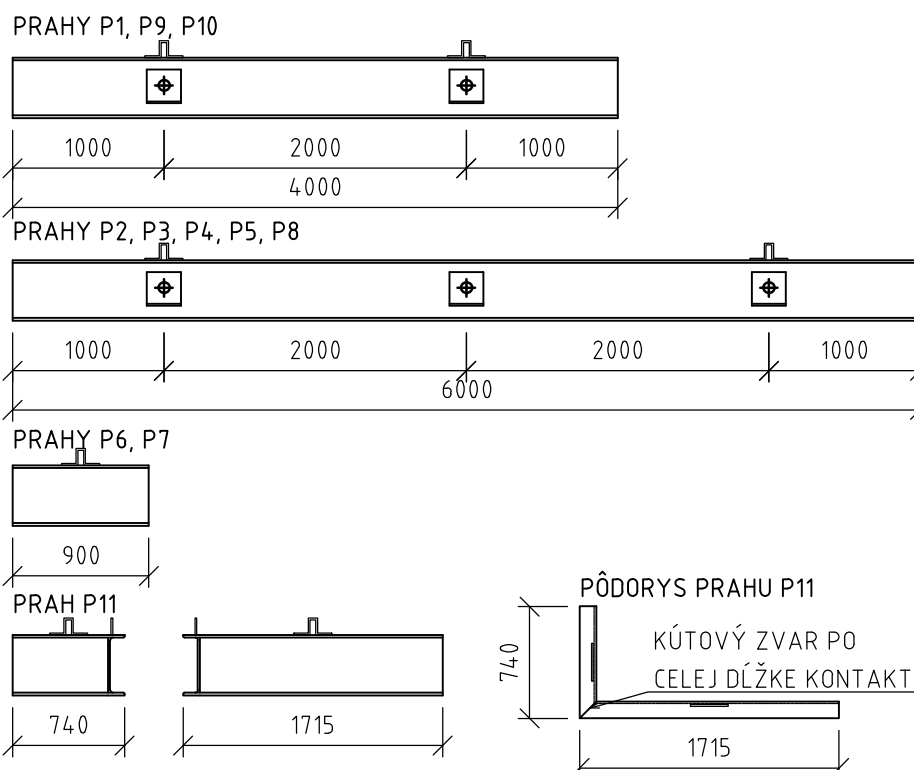 PRAHY P1, P9, P10
1000 2000 1000
4000
PRAHY P2, P3, P4, P5, P8
1000 2000 2000 1000
6000
PRAHY P6, P7
900
PRAH P11
740 1715
PÔDORYS PRAHU P11
740
KÚTOVÝ ZVAR PO
CELEJ DĹŽKE KONTAKT
1715